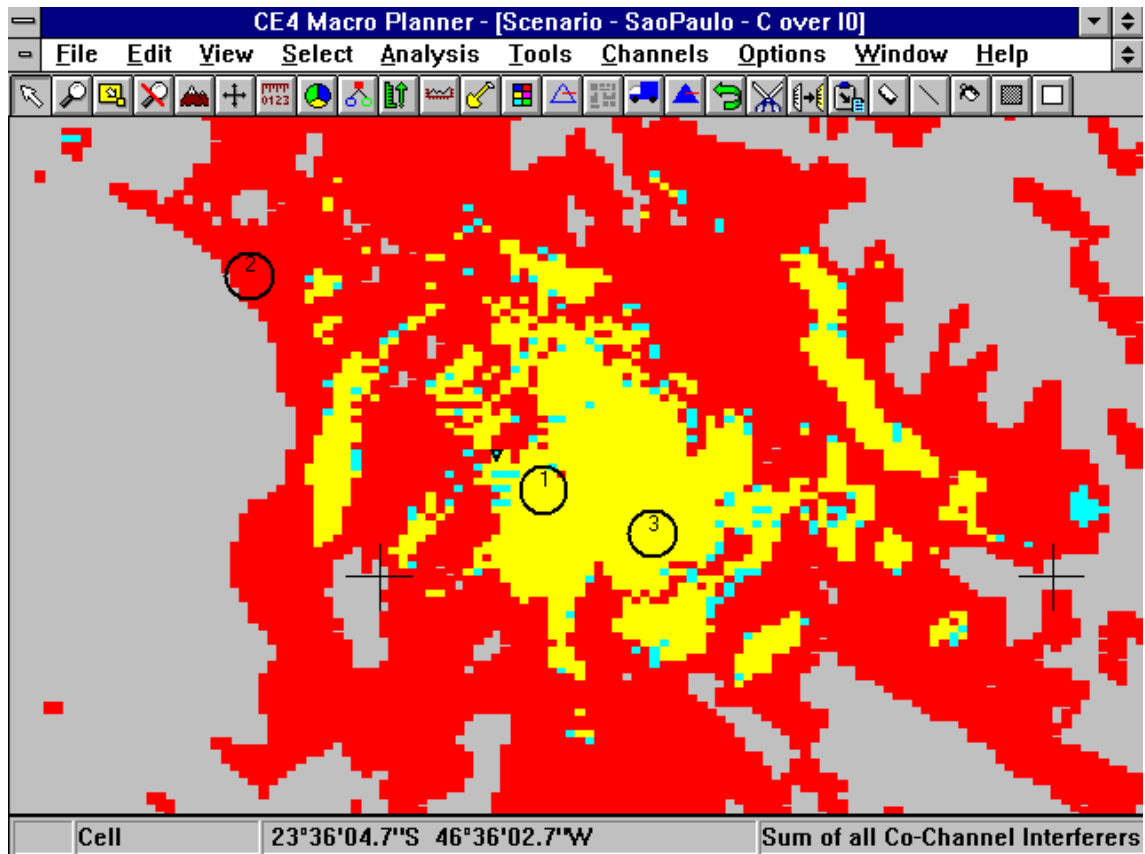 CE4 Macro Planner - [Scenario - SaoPaulo - C over I0]
File Edit View Select Analysis Tools Channels Options Window Help
0123
2
1
3
Cell 23°36'04.7"S 46°36'02.7"W Sum of all Co-Channel Interferers